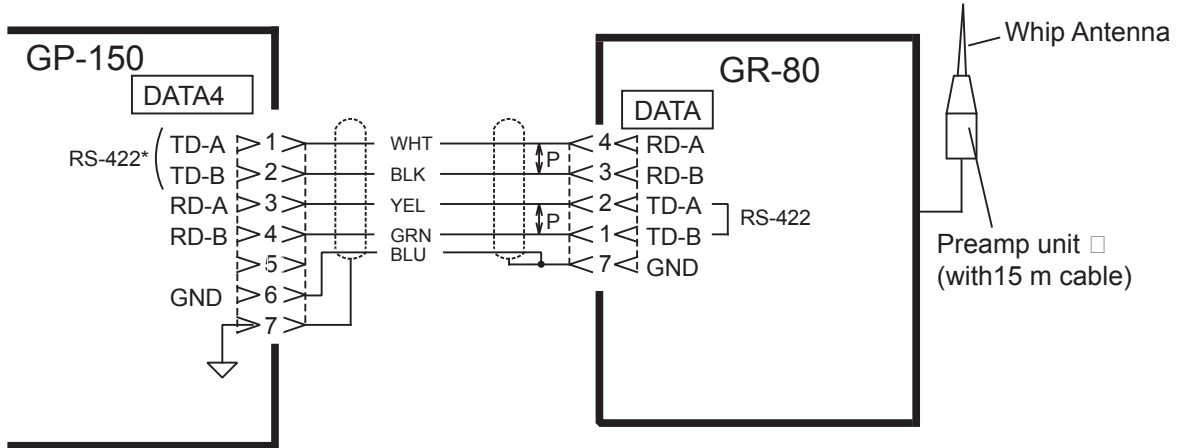 GP-150
DATA4
RS-422*
TD-A 1 WHT 4 RD-A
TD-B 2 BLK 3 RD-B
RD-A 3 YEL 2 TD-A
RD-B 4 GRN 1 TD-B
5 BLU 7 GND
GND 6
7
P
P
GR-80
DATA
RS-422
Whip Antenna
Preamp unit □
(with15 m cable)